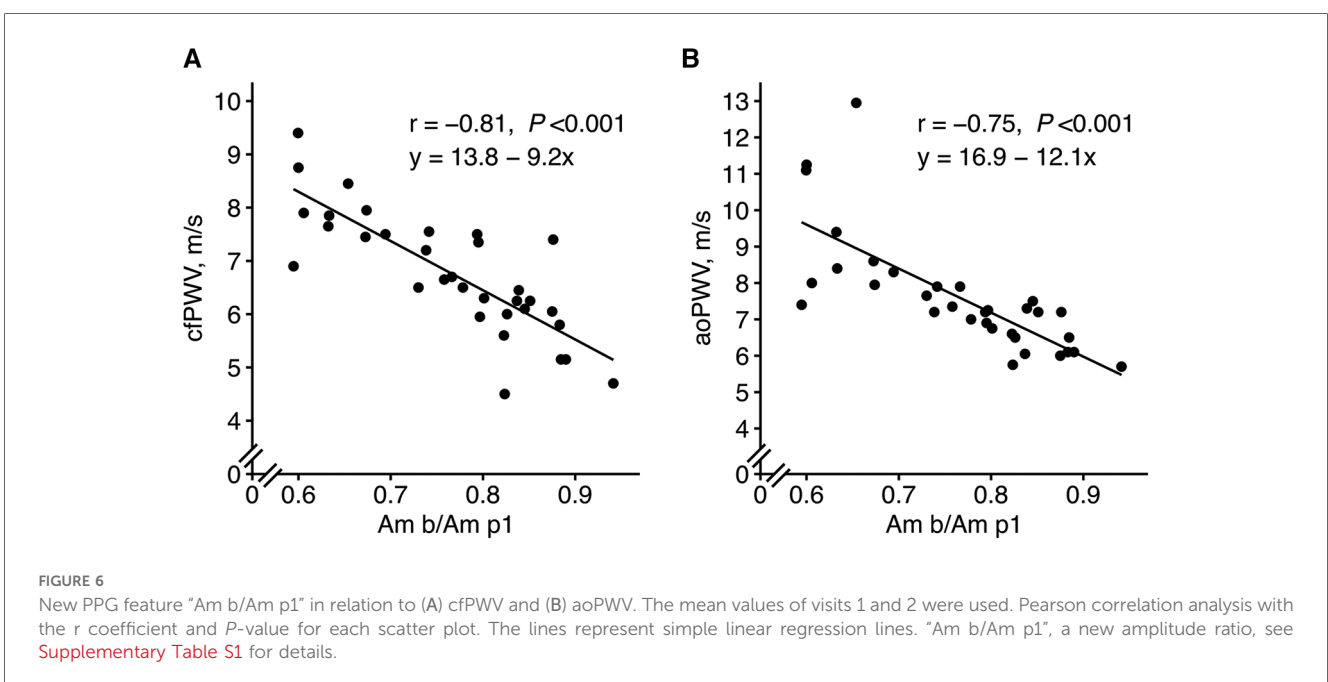 A
10
9
8
7
6
5
4
0
cfPWV, m/s
r = −0.81, P<0.001
y = 13.8 − 9.2x
0 0.6 0.7 0.8 0.9
Am b/Am p1
B
13
12
11
10
9
8
7
6
5
4
0
aoPWV, m/s
r = −0.75, P<0.001
y = 16.9 − 12.1x
0 0.6 0.7 0.8 0.9
Am b/Am p1
FIGURE 6
New PPG feature “Am b/Am p1” in relation to (A) cfPWV and (B) aoPWV. The mean values of visits 1 and 2 were used. Pearson correlation analysis with
the r coefficient and P-value for each scatter plot. The lines represent simple linear regression lines. “Am b/Am p1”, a new amplitude ratio, see
Supplementary Table S1 for details.